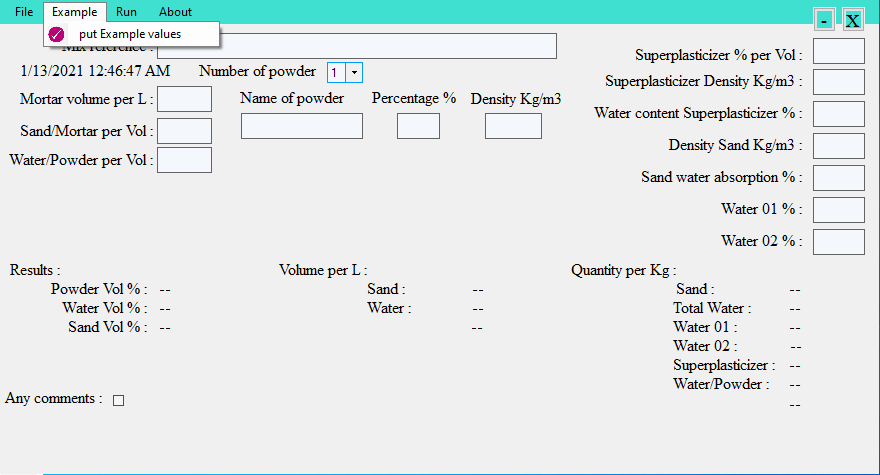 File Example Run About - X
put Example values
Mix reference :
Superplasticizer % per Vol :
1/13/2021 12:46:47 AM Number of powder 1
Superplasticizer Density Kg/m3 :
Mortar volume per L : Name of powder Percentage % Density Kg/m3
Water content Superplasticizer % :
Sand/Mortar per Vol :
Density Sand Kg/m3 :
Water/Powder per Vol :
Sand water absorption % :
Water 01 % :
Water 02 % :
Results : Volume per L : Quantity per Kg :
Powder Vol % : -- Sand : -- Sand : --
Water Vol % : -- Water : -- Total Water : --
Sand Vol % : -- -- Water 01 : --
Water 02 : --
Superplasticizer : --
Water/Powder : --
Any comments :
--